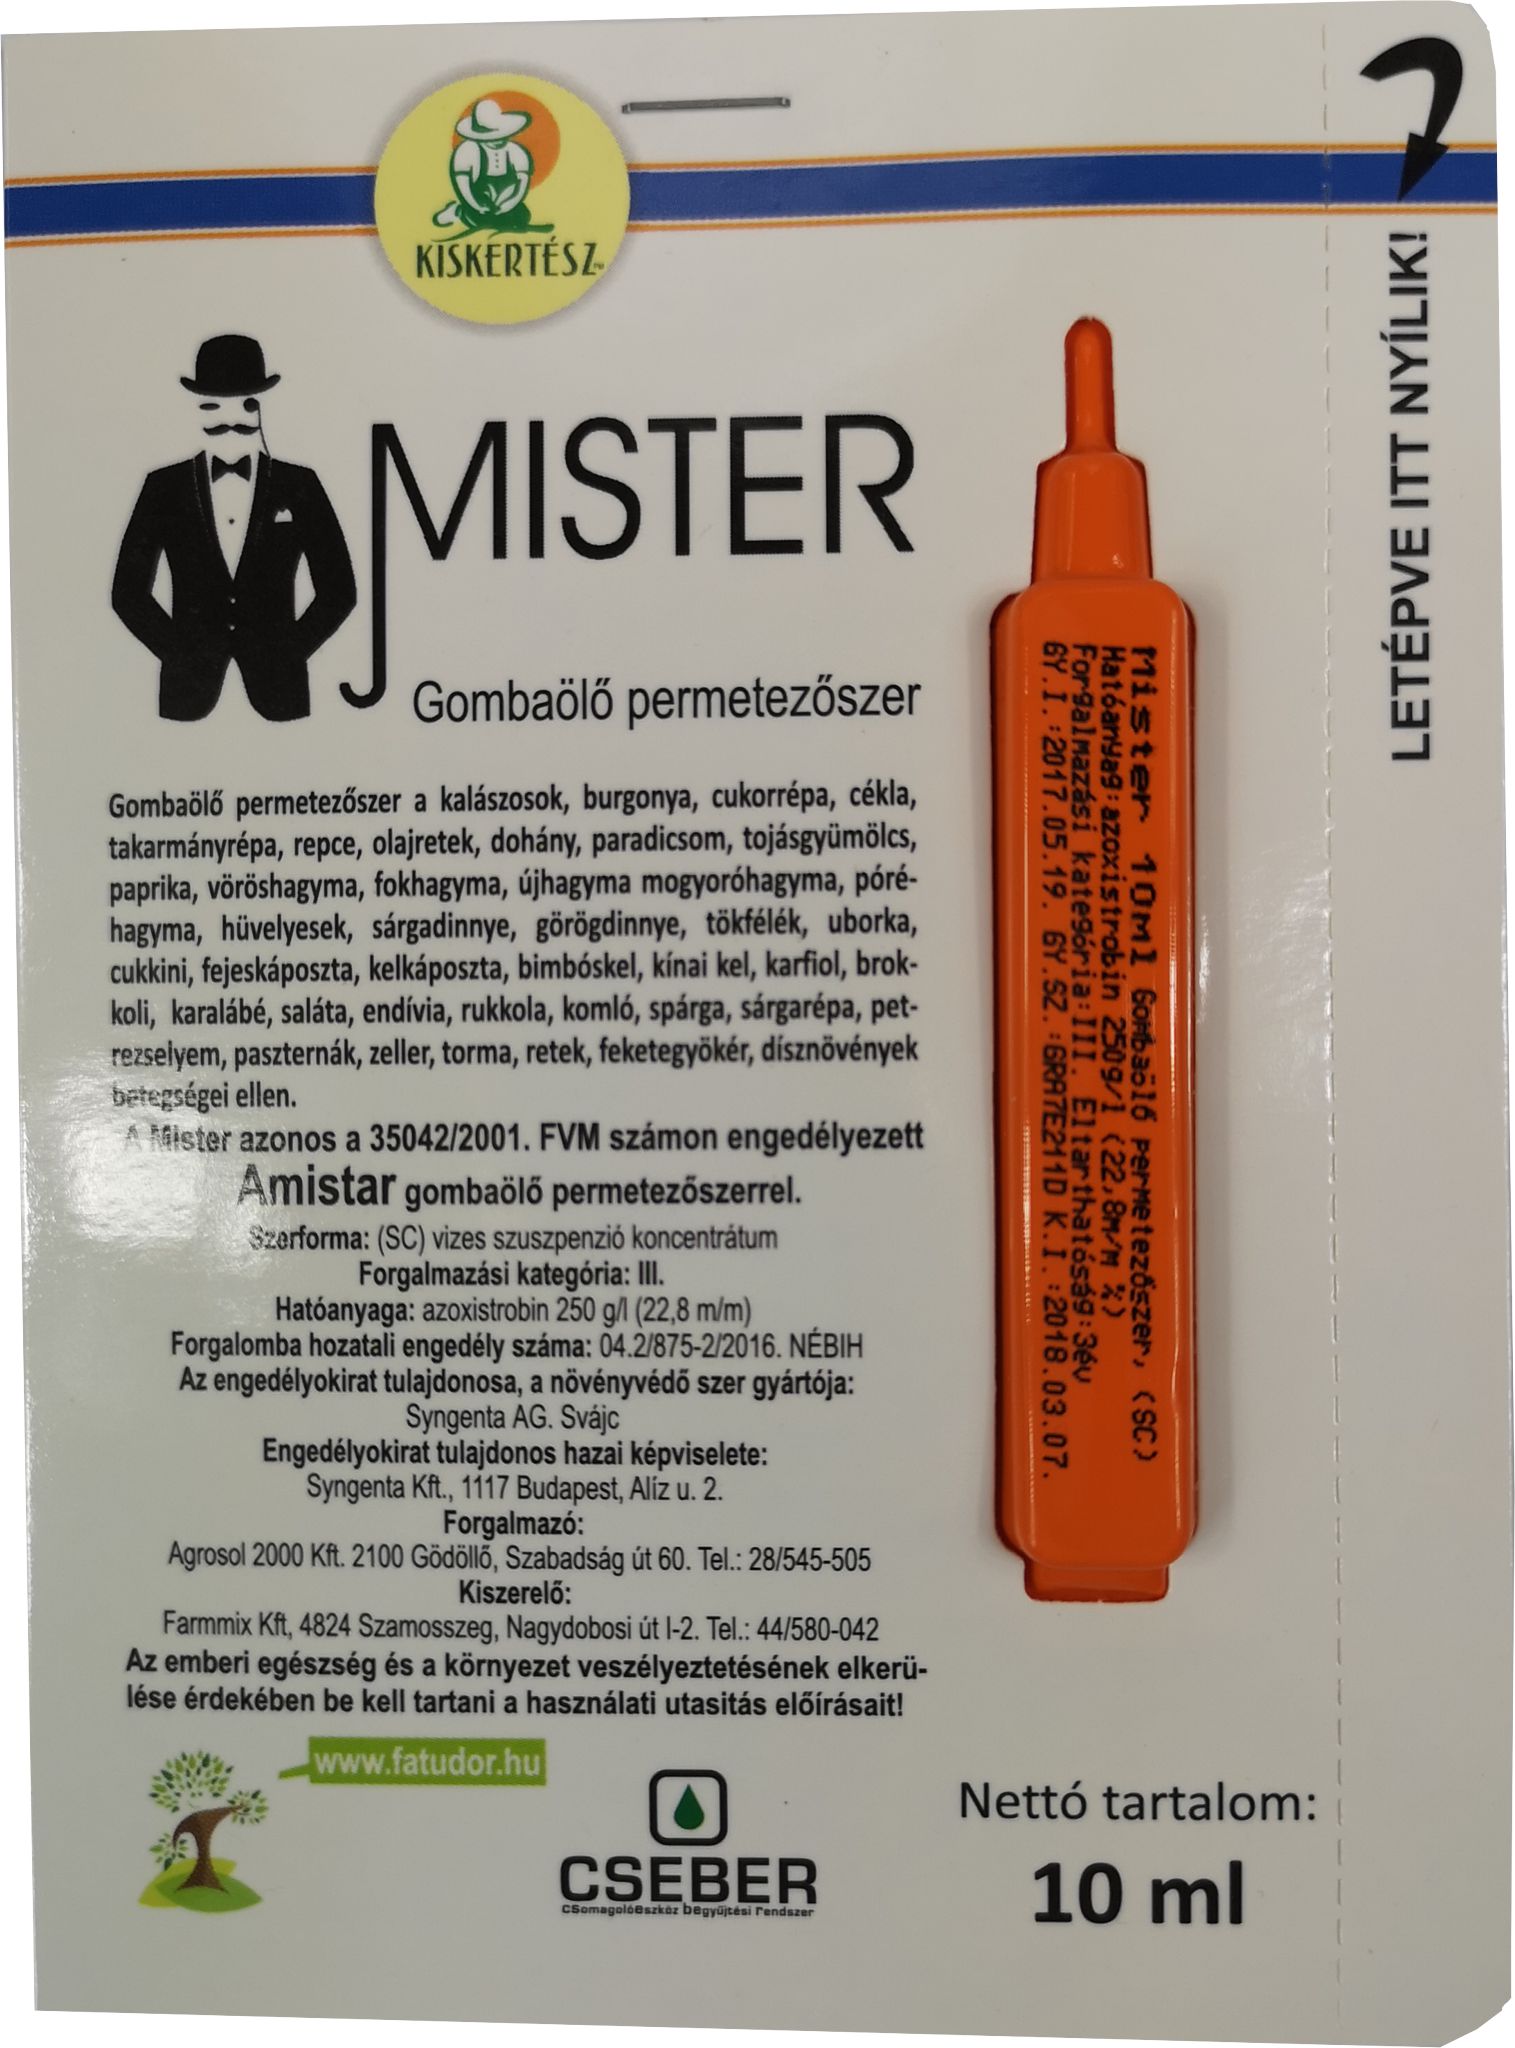 KISKERTÉSZ
LETÉPVE ITT NYÍLIK!
MISTER
Gombaölő permetezőszer
Gombaölő permetezőszer a kalászosok, burgonya, cukorrépa, cékla,
takarmányrépa, repce, olajretek, dohány, paradicsom, tojásgyümölcs,
paprika, vöröshagyma, fokhagyma, újhagyma mogyoróhagyma, póré-
hagyma, hüvelyesek, sárgadinnye, görögdinnye, tökfélék, uborka,
cukkini, fejeskáposzta, kelkáposzta, bimbóskel, kínai kel, karfiol, brok-
koli, karalábé, saláta, endívia, rukkola, komló, spárga, sárgarépa, pet-
rezselyem, paszternák, zeller, torma, retek, feketegyökér, dísznövények
betegségei ellen.
A Mister azonos a 35042/2001. FVM számon engedélyezett
Amistar gombaölő permetezőszerrel.
Szerforma: (SC) vizes szuszpenzió koncentrátum
Forgalmazási kategória: III.
Hatóanyaga: azoxistrobin 250 g/l (22,8 m/m)
Forgalomba hozatali engedély száma: 04.2/875-2/2016. NÉBIH
Az engedélyokirat tulajdonosa, a növényvédő szer gyártója:
Syngenta AG. Svájc
Engedélyokirat tulajdonos hazai képviselete:
Syngenta Kft., 1117 Budapest, Alíz u. 2.
Forgalmazó:
Agrosol 2000 Kft. 2100 Gödöllő, Szabadság út 60. Tel.: 28/545-505
Kiszerelő:
Farmmix Kft, 4824 Szamosszeg, Nagydobosi út I-2. Tel.: 44/580-042
Az emberi egészség és a környezet veszélyeztetésének elkerü-
lése érdekében be kell tartani a használati utasitás előírásait!
Mister 10ml Gombaölő permetezőszer, (SC)
Hatóanyag:azoxistrobin 250g/l (22,8m/m %)
Forgalmazási kategória:III. Eltarthatóság:3év
GY.I.:2017.05.19. GY.SZ.:GRA7E211D K.I.:2018.03.07.
www.fatudor.hu
CSEBER
CSomagolóEszköz BEgyűjtési Rendszer
Nettó tartalom:
10 ml